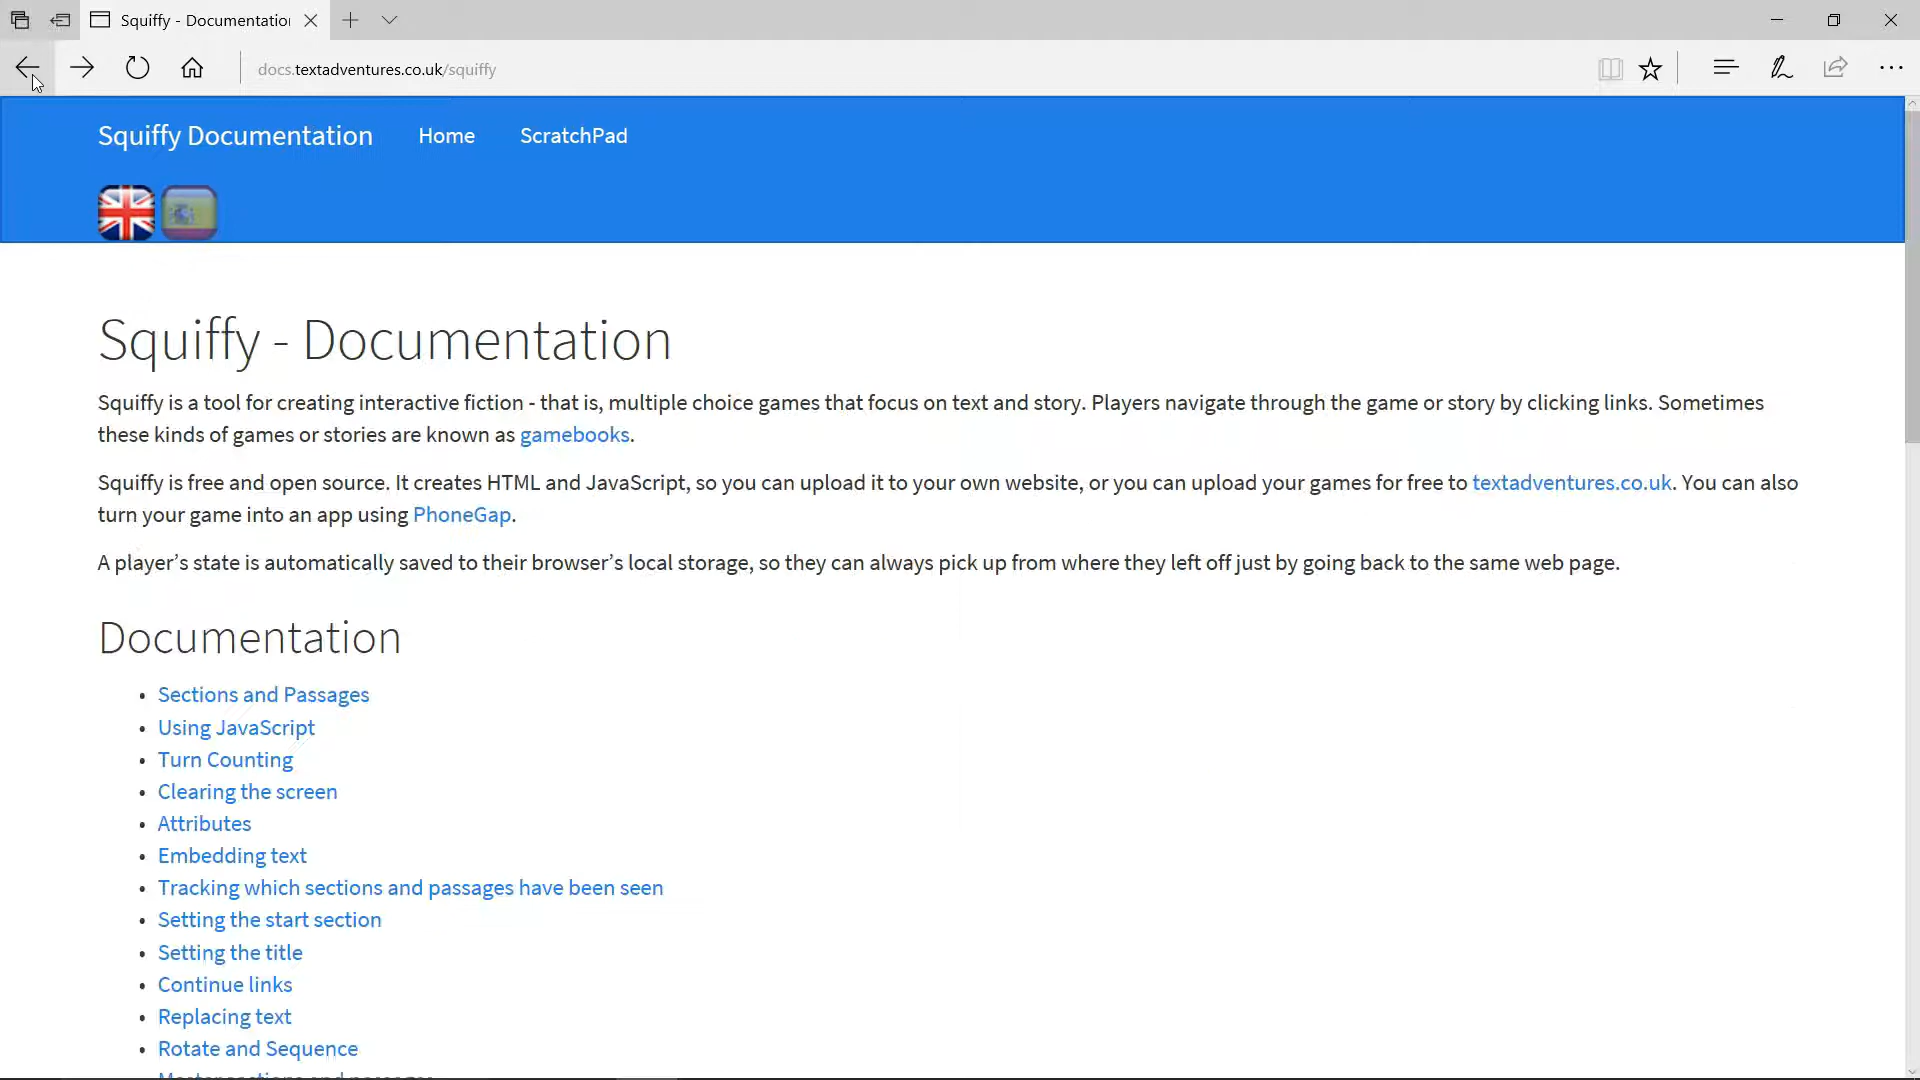 Squiffy - Documentation
docs.textadventures.co.uk/squiffy
Squiffy Documentation Home ScratchPad
Squiffy - Documentation
Squiffy is a tool for creating interactive fiction - that is, multiple choice games that focus on text and story. Players navigate through the game or story by clicking links. Sometimes
these kinds of games or stories are known as gamebooks.
Squiffy is free and open source. It creates HTML and JavaScript, so you can upload it to your own website, or you can upload your games for free to textadventures.co.uk. You can also
turn your game into an app using PhoneGap.
A player’s state is automatically saved to their browser’s local storage, so they can always pick up from where they left off just by going back to the same web page.
Documentation
• Sections and Passages
• Using JavaScript
• Turn Counting
• Clearing the screen
• Attributes
• Embedding text
• Tracking which sections and passages have been seen
• Setting the start section
• Setting the title
• Continue links
• Replacing text
• Rotate and Sequence